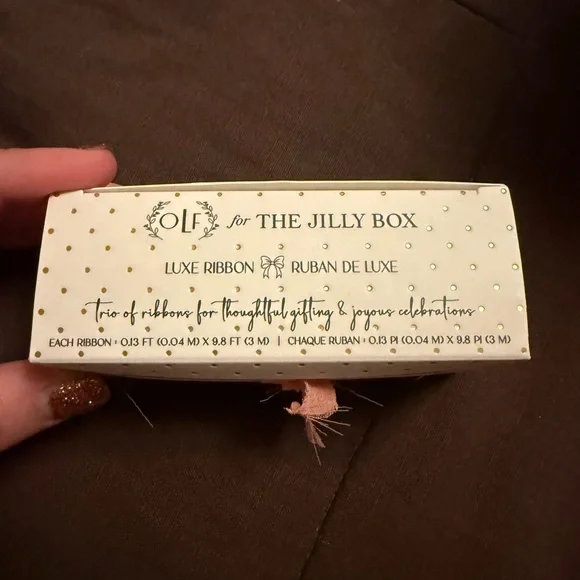 OLF for THE JILLY BOX
LUXE RIBBON RUBAN DE LUXE
Trio of ribbons for thoughtful gifting & joyous celebrations
EACH RIBBON : 0.13 FT (0.04 M) X 9.8 FT (3 M) | CHAQUE RUBAN : 0.13 PI (0.04 M) X 9.8 PI (3 M)